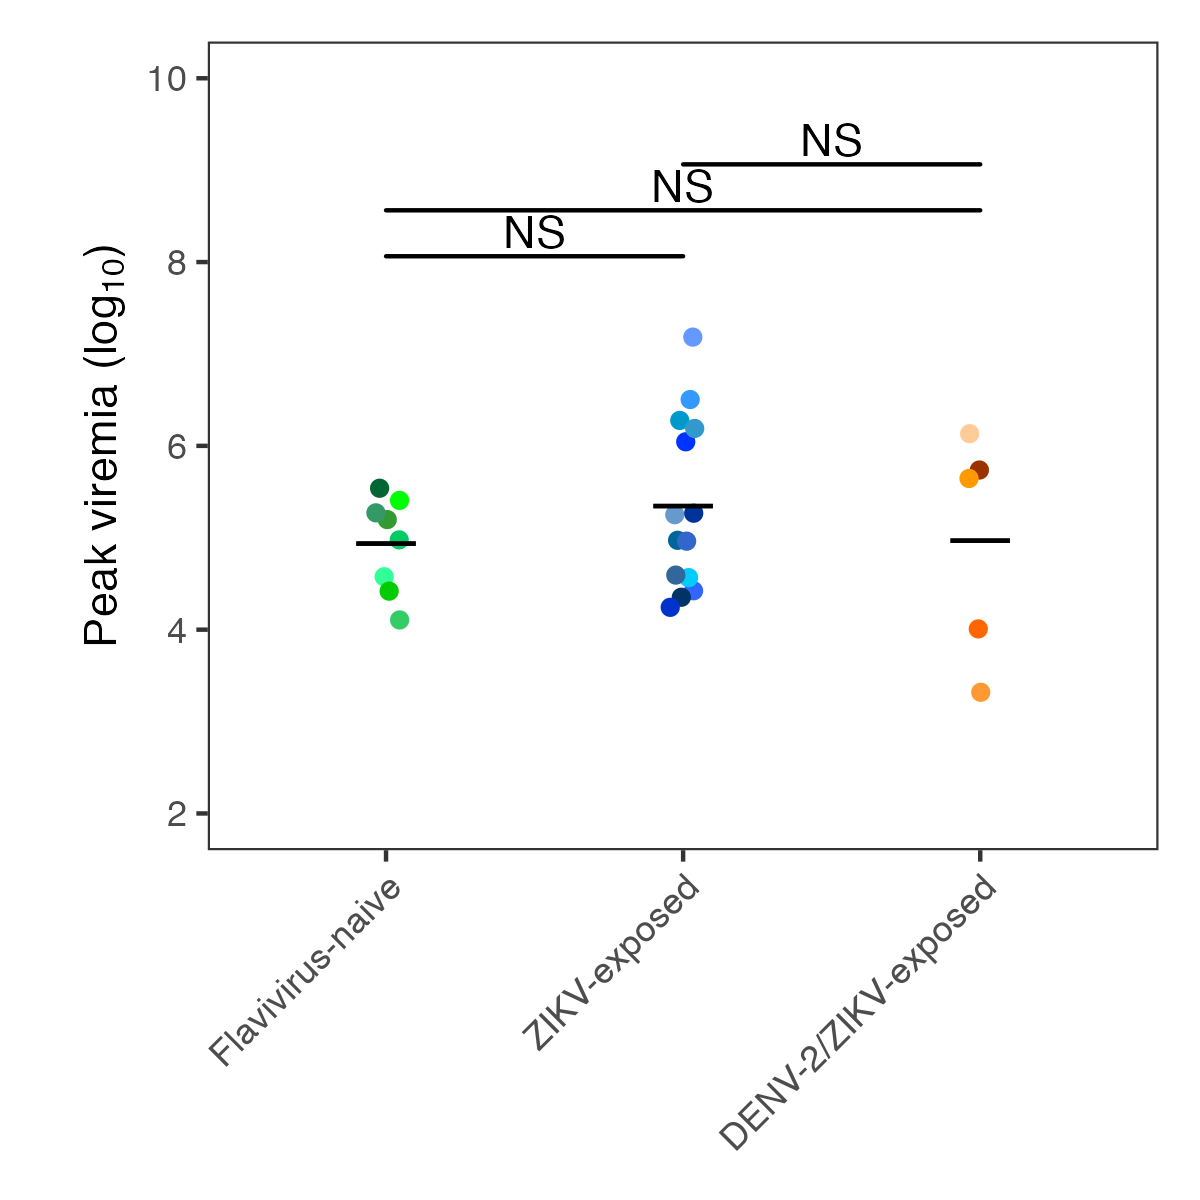 10
8
6
4
2
Peak viremia (log₁₀)
NS
NS
NS
Flavivirus-naive
ZIKV-exposed
DENV-2/ZIKV-exposed